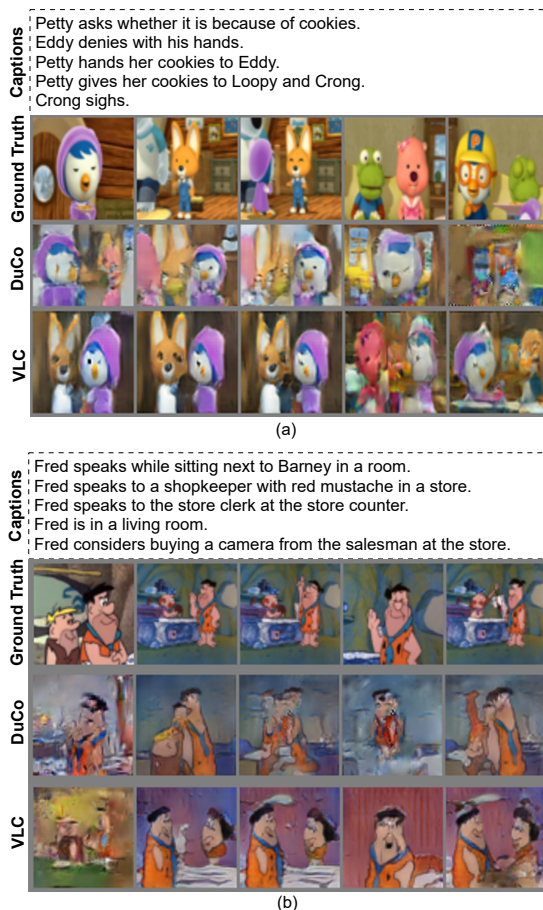 Captions
Petty asks whether it is because of cookies.
Eddy denies with his hands.
Petty hands her cookies to Eddy.
Petty gives her cookies to Loopy and Crong.
Crong sighs.
Ground Truth
DuCo
VLC
(a)
Captions
Fred speaks while sitting next to Barney in a room.
Fred speaks to a shopkeeper with red mustache in a store.
Fred speaks to the store clerk at the store counter.
Fred is in a living room.
Fred considers buying a camera from the salesman at the store.
Ground Truth
DuCo
VLC
(b)